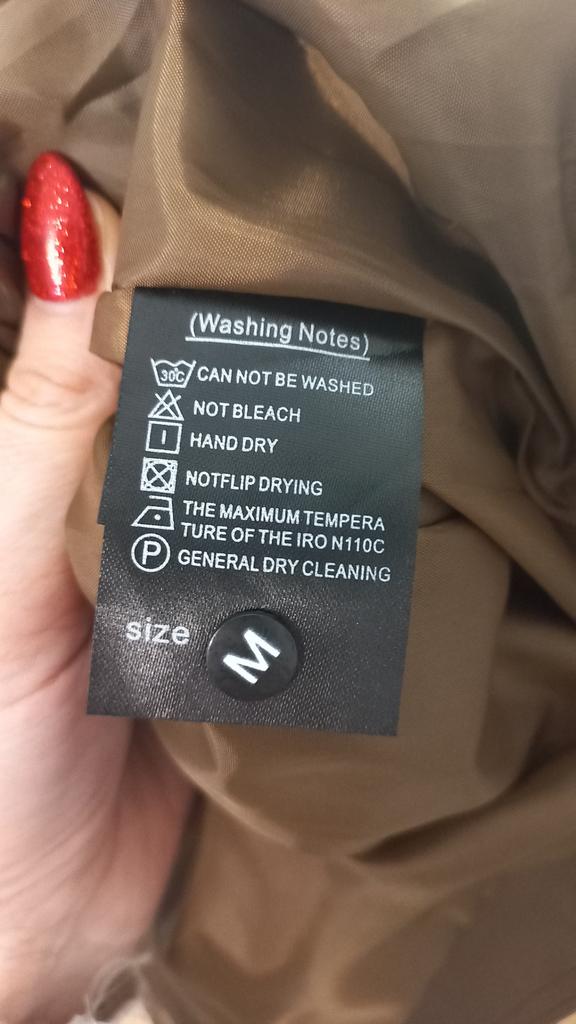 (Washing Notes)
30C CAN NOT BE WASHED
NOT BLEACH
HAND DRY
NOTFLIP DRYING
THE MAXIMUM TEMPERA
TURE OF THE IRO N110C
P GENERAL DRY CLEANING
size M